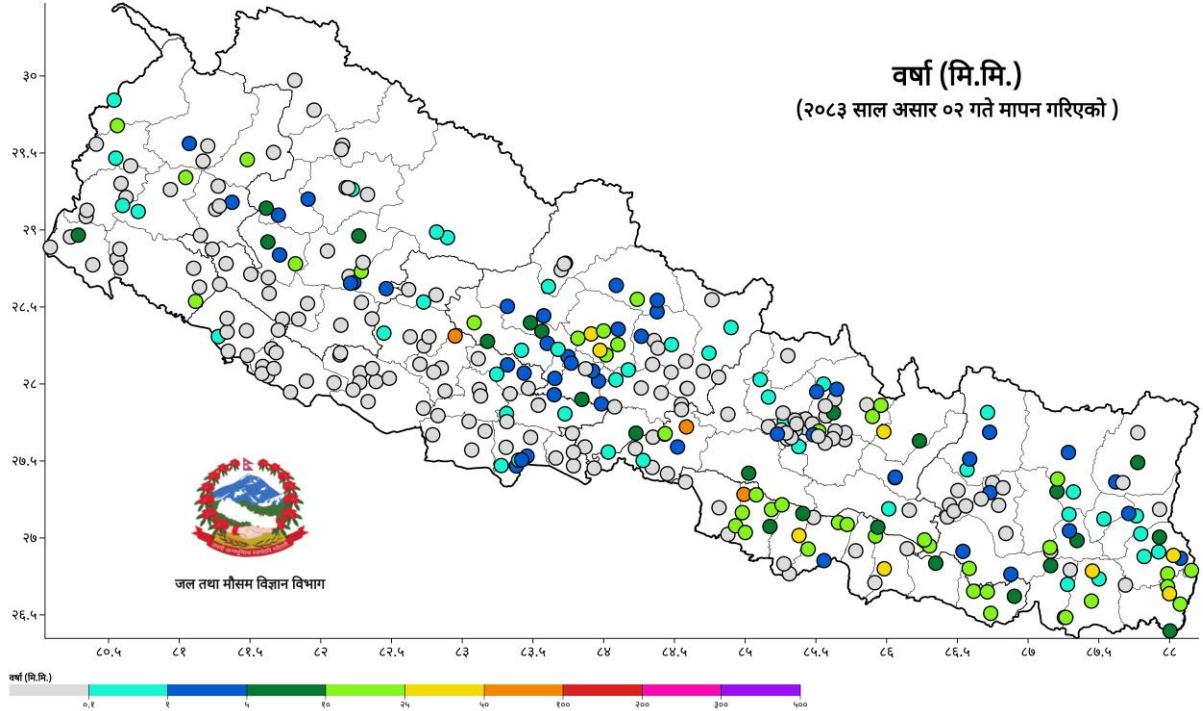 वर्षा (मि.मि.)
(२०८३ साल असार ०२ गते मापन गरिएको )
३०
२९.५
२९
२८.५
२८
२७.५
२७
२६.५
जल तथा मौसम विज्ञान विभाग
८०.५ ८१ ८१.५ ८२ ८२.५ ८३ ८३.५ ८४ ८४.५ ८५ ८५.५ ८६ ८६.५ ८७ ८७.५ ८८
वर्षा (मि.मि.)
०.१ १ ५ १० २५ ५० १०० २०० ३०० ५००